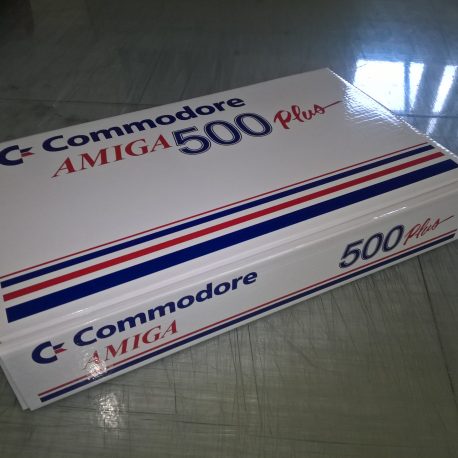 Commodore
AMIGA 500 Plus
Commodore
AMIGA
500 Plus